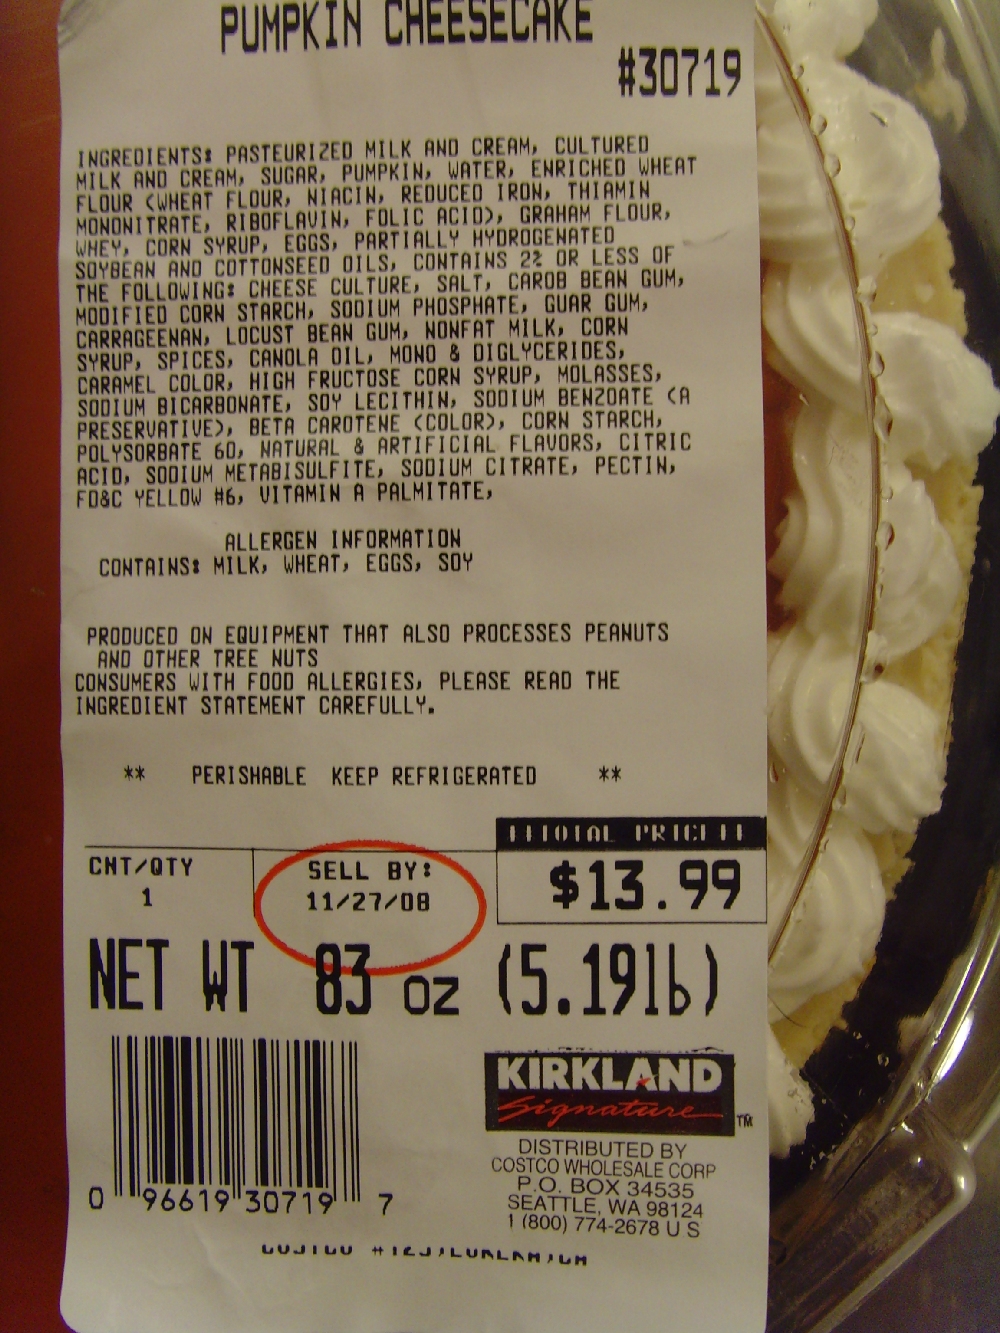 PUMPKIN CHEESECAKE
#30719
INGREDIENTS: PASTEURIZED MILK AND CREAM, CULTURED
MILK AND CREAM, SUGAR, PUMPKIN, WATER, ENRICHED WHEAT
FLOUR (WHEAT FLOUR, NIACIN, REDUCED IRON, THIAMIN
MONONITRATE, RIBOFLAVIN, FOLIC ACID), GRAHAM FLOUR,
WHEY, CORN SYRUP, EGGS, PARTIALLY HYDROGENATED
SOYBEAN AND COTTONSEED OILS, CONTAINS 2% OR LESS OF
THE FOLLOWING: CHEESE CULTURE, SALT, CAROB BEAN GUM,
MODIFIED CORN STARCH, SODIUM PHOSPHATE, GUAR GUM,
CARRAGEENAN, LOCUST BEAN GUM, NONFAT MILK, CORN
SYRUP, SPICES, CANOLA OIL, MONO & DIGLYCERIDES,
CARAMEL COLOR, HIGH FRUCTOSE CORN SYRUP, MOLASSES,
SODIUM BICARBONATE, SOY LECITHIN, SODIUM BENZOATE (A
PRESERVATIVE), BETA CAROTENE (COLOR), CORN STARCH,
POLYSORBATE 60, NATURAL & ARTIFICIAL FLAVORS, CITRIC
ACID, SODIUM METABISULFITE, SODIUM CITRATE, PECTIN,
FD&C YELLOW #6, VITAMIN A PALMITATE,
ALLERGEN INFORMATION
CONTAINS: MILK, WHEAT, EGGS, SOY
PRODUCED ON EQUIPMENT THAT ALSO PROCESSES PEANUTS
AND OTHER TREE NUTS
CONSUMERS WITH FOOD ALLERGIES, PLEASE READ THE
INGREDIENT STATEMENT CAREFULLY.
** PERISHABLE KEEP REFRIGERATED **
TOTAL PRICE
CNT/QTY
1
SELL BY:
11/27/08
$13.99
NET WT 83 OZ (5.19lb)
KIRKLAND
Signature TM
DISTRIBUTED BY
COSTCO WHOLESALE CORP
P.O. BOX 34535
SEATTLE, WA 98124
1 (800) 774-2678 U S
0 96619 30719 7